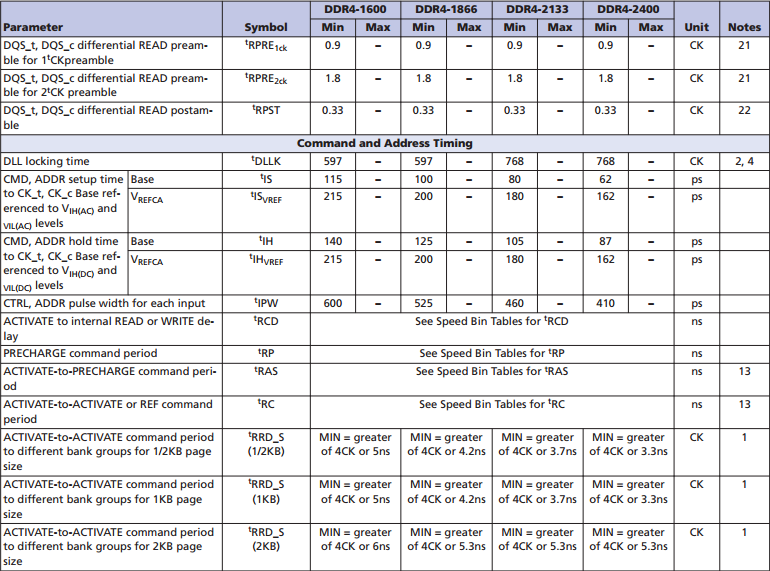 DDR4-1600 DDR4-1866 DDR4-2133 DDR4-2400
Parameter Symbol Min Max Min Max Min Max Min Max Unit Notes
DQS_t, DQS_c differential READ pream- tRPRE1ck 0.9 – 0.9 – 0.9 – 0.9 – CK 21
ble for 1tCKpreamble
DQS_t, DQS_c differential READ pream- tRPRE2ck 1.8 – 1.8 – 1.8 – 1.8 – CK 21
ble for 2tCK preamble
DQS_t, DQS_c differential READ postam- tRPST 0.33 – 0.33 – 0.33 – 0.33 – CK 22
ble
Command and Address Timing
DLL locking time tDLLK 597 – 597 – 768 – 768 – CK 2, 4
CMD, ADDR setup time Base tIS 115 – 100 – 80 – 62 – ps
to CK_t, CK_c Base ref- VREFCA tISVREF 215 – 200 – 180 – 162 – ps
erenced to VIH(AC) and
VIL(AC) levels
CMD, ADDR hold time Base tIH 140 – 125 – 105 – 87 – ps
to CK_t, CK_c Base ref- VREFCA tIHVREF 215 – 200 – 180 – 162 – ps
erenced to VIH(DC) and
VIL(DC) levels
CTRL, ADDR pulse width for each input tIPW 600 – 525 – 460 – 410 – ps
ACTIVATE to internal READ or WRITE de- tRCD See Speed Bin Tables for tRCD ns
lay
PRECHARGE command period tRP See Speed Bin Tables for tRP ns
ACTIVATE-to-PRECHARGE command peri- tRAS See Speed Bin Tables for tRAS ns 13
od
ACTIVATE-to-ACTIVATE or REF command tRC See Speed Bin Tables for tRC ns 13
period
ACTIVATE-to-ACTIVATE command period tRRD_S MIN = greater MIN = greater MIN = greater MIN = greater CK 1
to different bank groups for 1/2KB page (1/2KB) of 4CK or 5ns of 4CK or 4.2ns of 4CK or 3.7ns of 4CK or 3.3ns
size
ACTIVATE-to-ACTIVATE command period tRRD_S MIN = greater MIN = greater MIN = greater MIN = greater CK 1
to different bank groups for 1KB page (1KB) of 4CK or 5ns of 4CK or 4.2ns of 4CK or 3.7ns of 4CK or 3.3ns
size
ACTIVATE-to-ACTIVATE command period tRRD_S MIN = greater MIN = greater MIN = greater MIN = greater CK 1
to different bank groups for 2KB page (2KB) of 4CK or 6ns of 4CK or 5.3ns of 4CK or 5.3ns of 4CK or 5.3ns
size